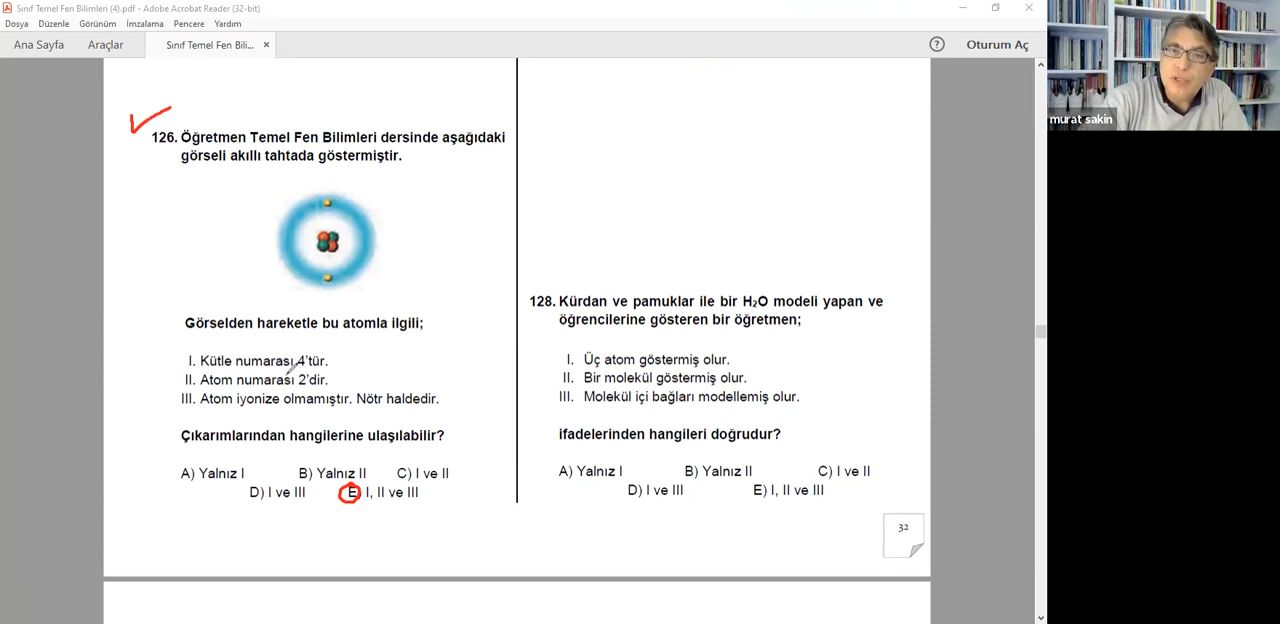 Sınıf Temel Fen Bilimleri (4).pdf - Adobe Acrobat Reader (32-bit)
Dosya Düzenle Görünüm İmzalama Pencere Yardım
Ana Sayfa Araçlar Sınıf Temel Fen Bili... × ? Oturum Aç
murat sakin
126. Öğretmen Temel Fen Bilimleri dersinde aşağıdaki
görseli akıllı tahtada göstermiştir.
Görselden hareketle bu atomla ilgili;
I. Kütle numarası 4'tür.
II. Atom numarası 2'dir.
III. Atom iyonize olmamıştır. Nötr haldedir.
Çıkarımlarından hangilerine ulaşılabilir?
A) Yalnız I B) Yalnız II C) I ve II
D) I ve III E) I, II ve III
128. Kürdan ve pamuklar ile bir H₂O modeli yapan ve
öğrencilerine gösteren bir öğretmen;
I. Üç atom göstermiş olur.
II. Bir molekül göstermiş olur.
III. Molekül içi bağları modellemiş olur.
ifadelerinden hangileri doğrudur?
A) Yalnız I B) Yalnız II C) I ve II
D) I ve III E) I, II ve III
32